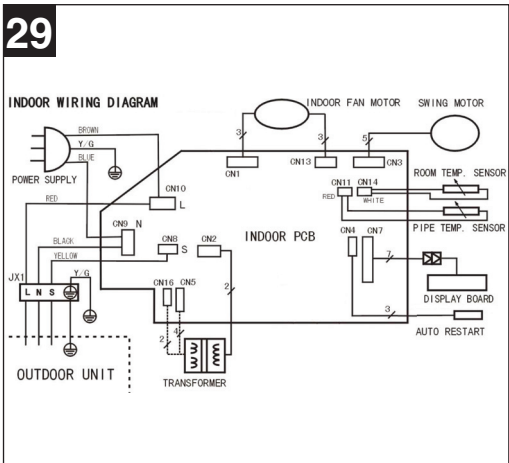 29
INDOOR WIRING DIAGRAM
INDOOR FAN MOTOR
SWING MOTOR
BROWN
Y/G
BLUE
POWER SUPPLY
3
3
5
CN1
CN13
CN3
ROOM TEMP. SENSOR
CN10
CN11
CN14
RED
L
RED
WHITE
PIPE TEMP. SENSOR
CN9
N
CN8
S
CN2
INDOOR PCB
CN4
CN7
BLACK
YELLOW
7
JX1
Y/G
L N S
CN16
CN5
2
DISPLAY BOARD
3
AUTO RESTART
2
4
OUTDOOR UNIT
TRANSFORMER